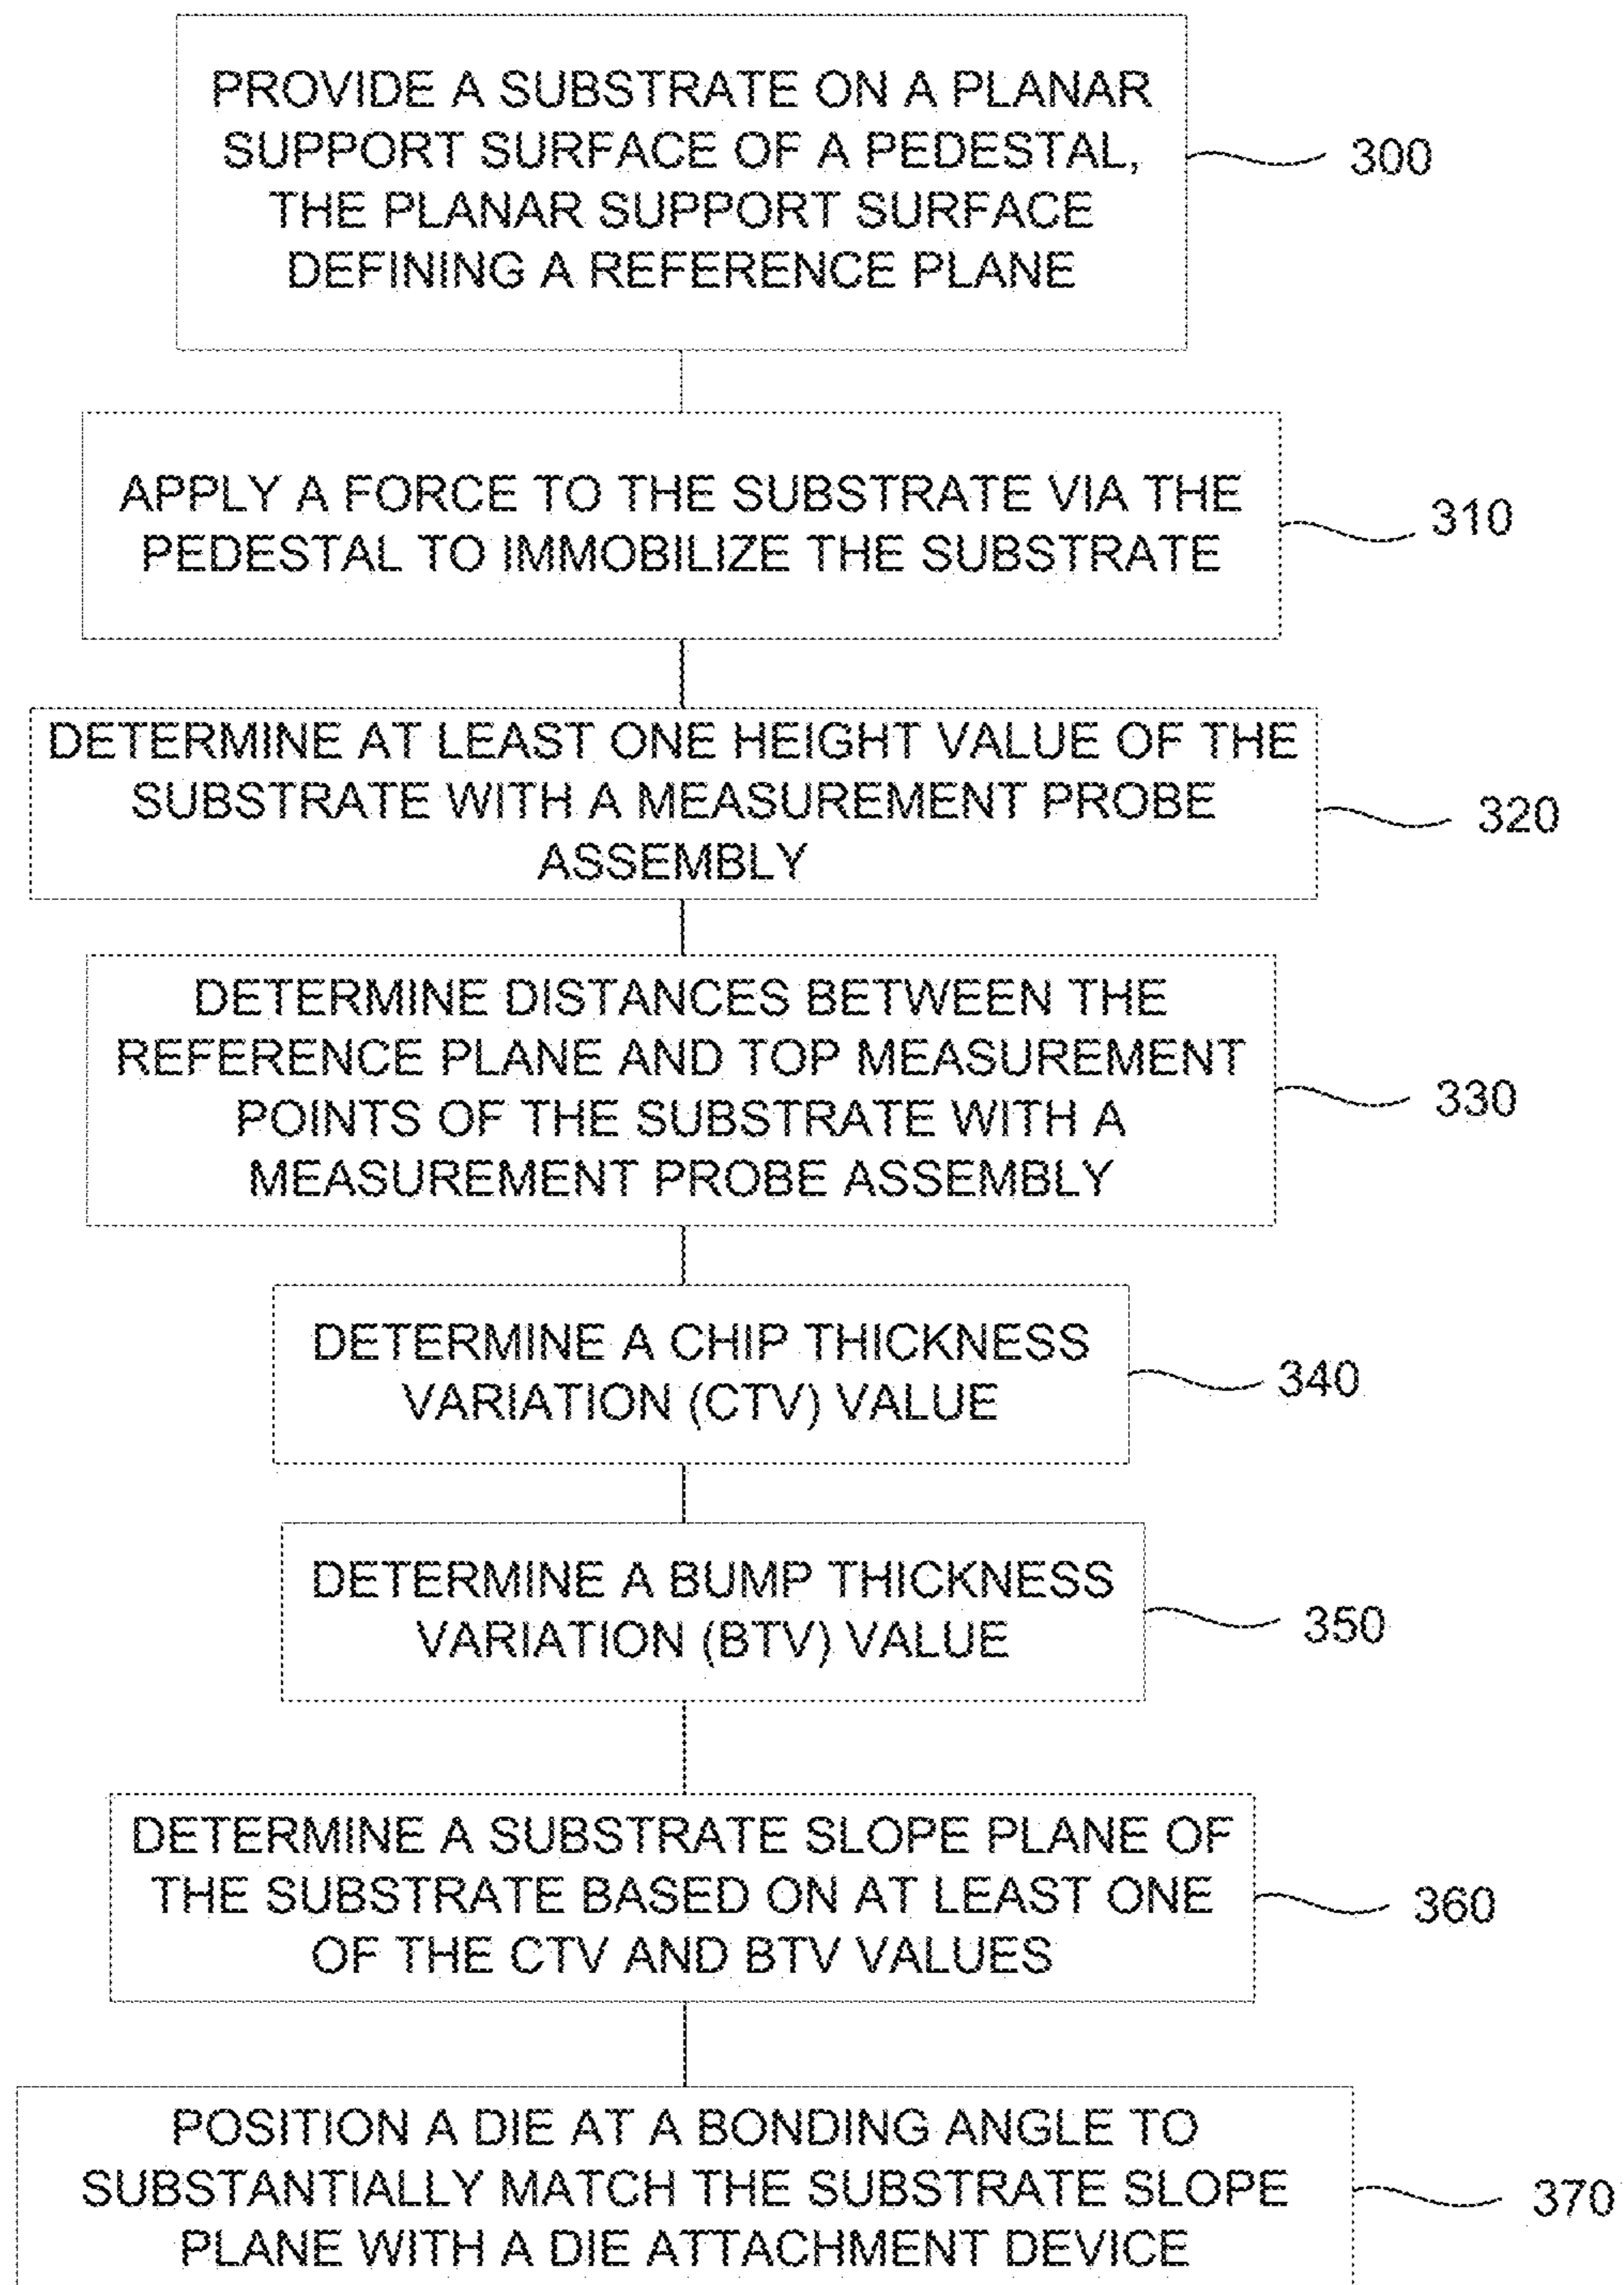 PROVIDE A SUBSTRATE ON A PLANAR
SUPPORT SURFACE OF A PEDESTAL,
THE PLANAR SUPPORT SURFACE
DEFINING A REFERENCE PLANE
300
APPLY A FORCE TO THE SUBSTRATE VIA THE
PEDESTAL TO IMMOBILIZE THE SUBSTRATE
310
DETERMINE AT LEAST ONE HEIGHT VALUE OF THE
SUBSTRATE WITH A MEASUREMENT PROBE
ASSEMBLY
320
DETERMINE DISTANCES BETWEEN THE
REFERENCE PLANE AND TOP MEASUREMENT
POINTS OF THE SUBSTRATE WITH A
MEASUREMENT PROBE ASSEMBLY
330
DETERMINE A CHIP THICKNESS
VARIATION (CTV) VALUE
340
DETERMINE A BUMP THICKNESS
VARIATION (BTV) VALUE
350
DETERMINE A SUBSTRATE SLOPE PLANE OF
THE SUBSTRATE BASED ON AT LEAST ONE
OF THE CTV AND BTV VALUES
360
POSITION A DIE AT A BONDING ANGLE TO
SUBSTANTIALLY MATCH THE SUBSTRATE SLOPE
PLANE WITH A DIE ATTACHMENT DEVICE
370